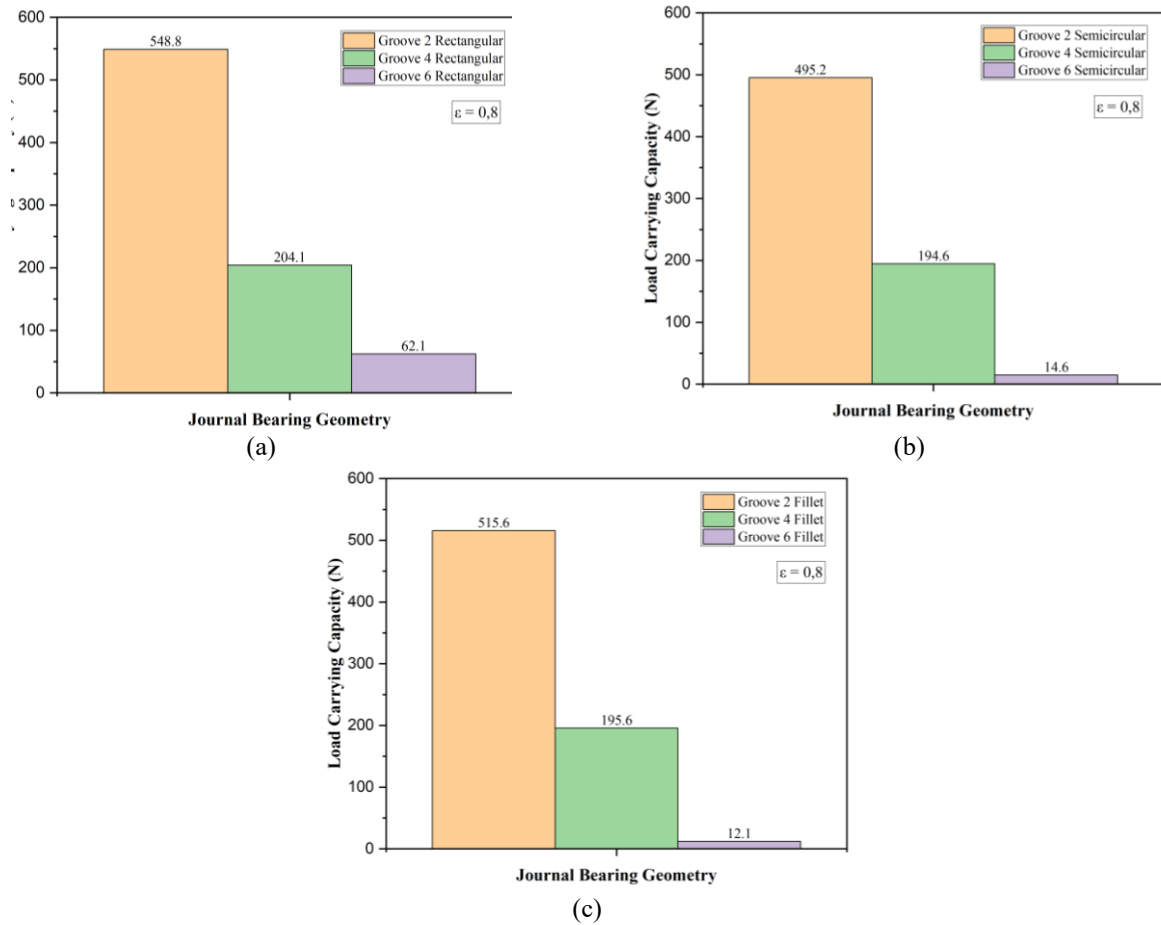 600
500
400
300
200
100
0
548.8
204.1
62.1
Groove 2 Rectangular
Groove 4 Rectangular
Groove 6 Rectangular
ε = 0,8
Journal Bearing Geometry
(a)
Load Carrying Capacity (N)
600
500
400
300
200
100
0
495.2
194.6
14.6
Groove 2 Semicircular
Groove 4 Semicircular
Groove 6 Semicircular
ε = 0,8
Journal Bearing Geometry
(b)
Load Carrying Capacity (N)
600
500
400
300
200
100
0
515.6
195.6
12.1
Groove 2 Fillet
Groove 4 Fillet
Groove 6 Fillet
ε = 0,8
Journal Bearing Geometry
(c)